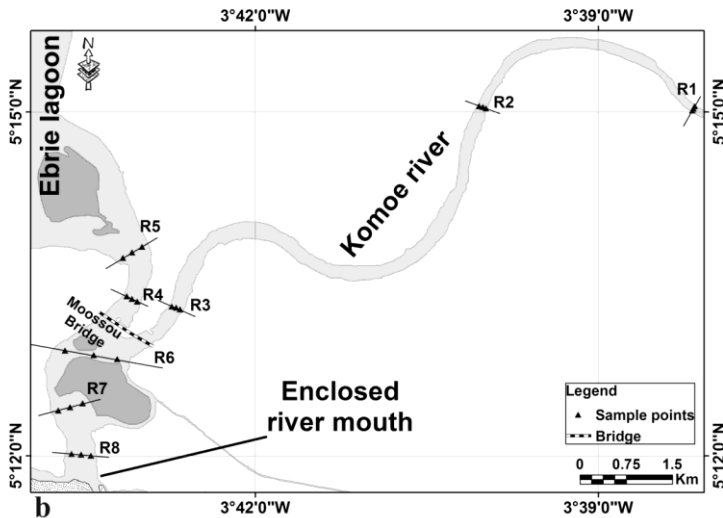 3°42'0"W
3°39'0"W
N
R1
5°15'0"N
5°15'0"N
R2
Ebrie lagoon
Komoe river
R5
R4
R3
Moossou
Bridge
R6
R7
Enclosed
river mouth
Legend
Sample points
Bridge
R8
5°12'0"N
5°12'0"N
0 0.75 1.5
Km
b
3°42'0"W
3°39'0"W